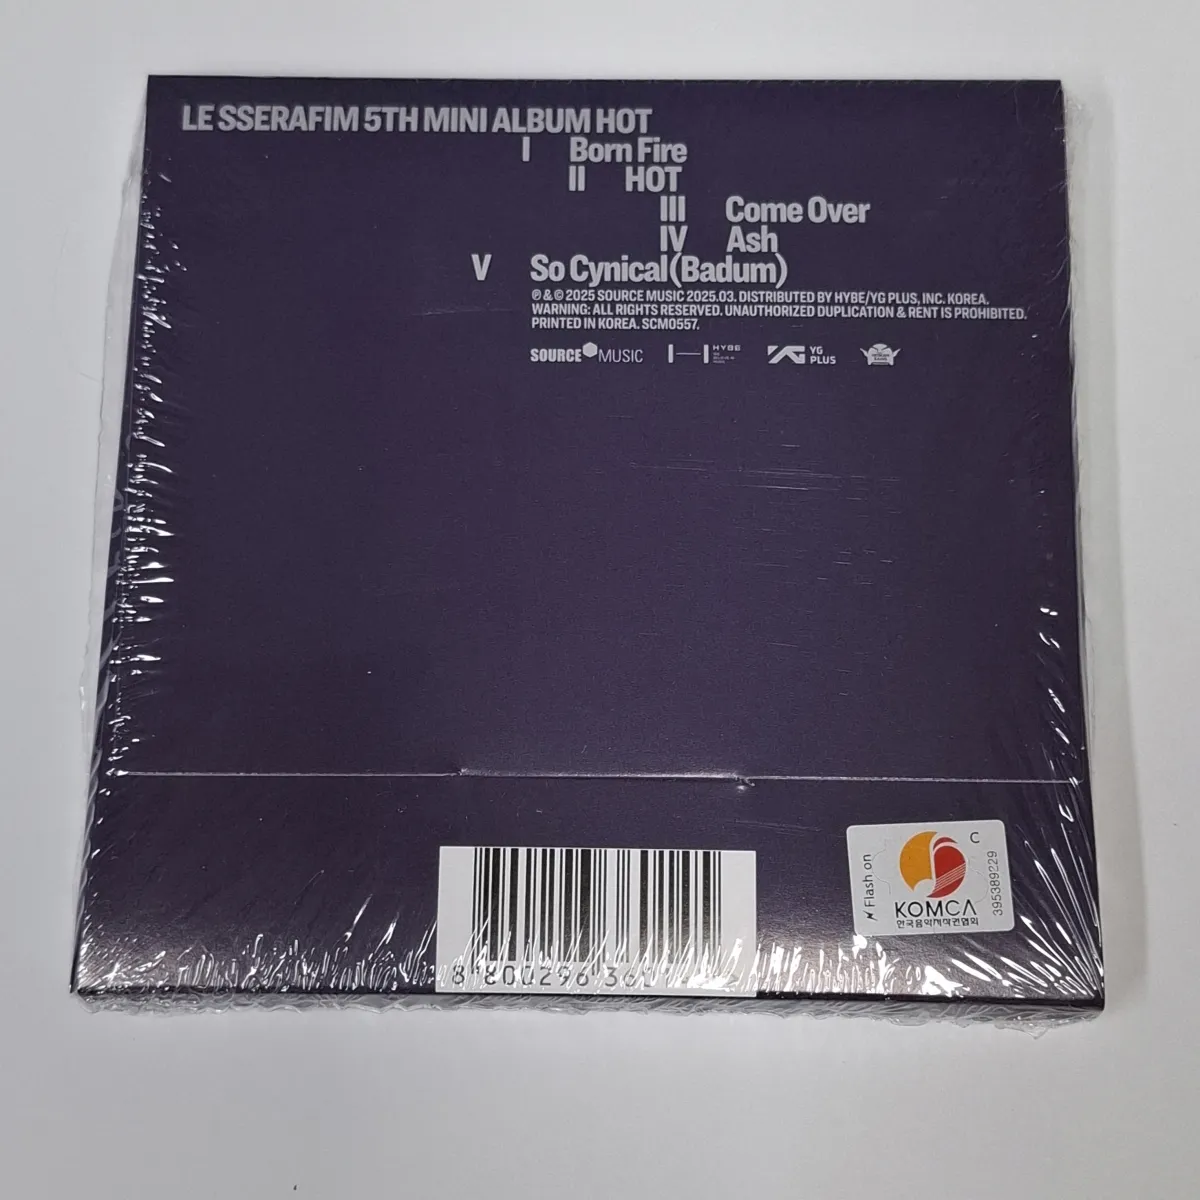 LE SSERAFIM 5TH MINI ALBUM HOT
I Born Fire
II HOT
III Come Over
IV Ash
V So Cynical (Badum)
℗ & © 2025 SOURCE MUSIC 2025.03. DISTRIBUTED BY HYBE/YG PLUS, INC. KOREA.
WARNING: ALL RIGHTS RESERVED. UNAUTHORIZED DUPLICATION & RENT IS PROHIBITED.
PRINTED IN KOREA. SCM0557.
SOURCE MUSIC
HYBE
YG PLUS
Flash on
C
KOMCA
한국음악저작권협회
395389229
8 800296